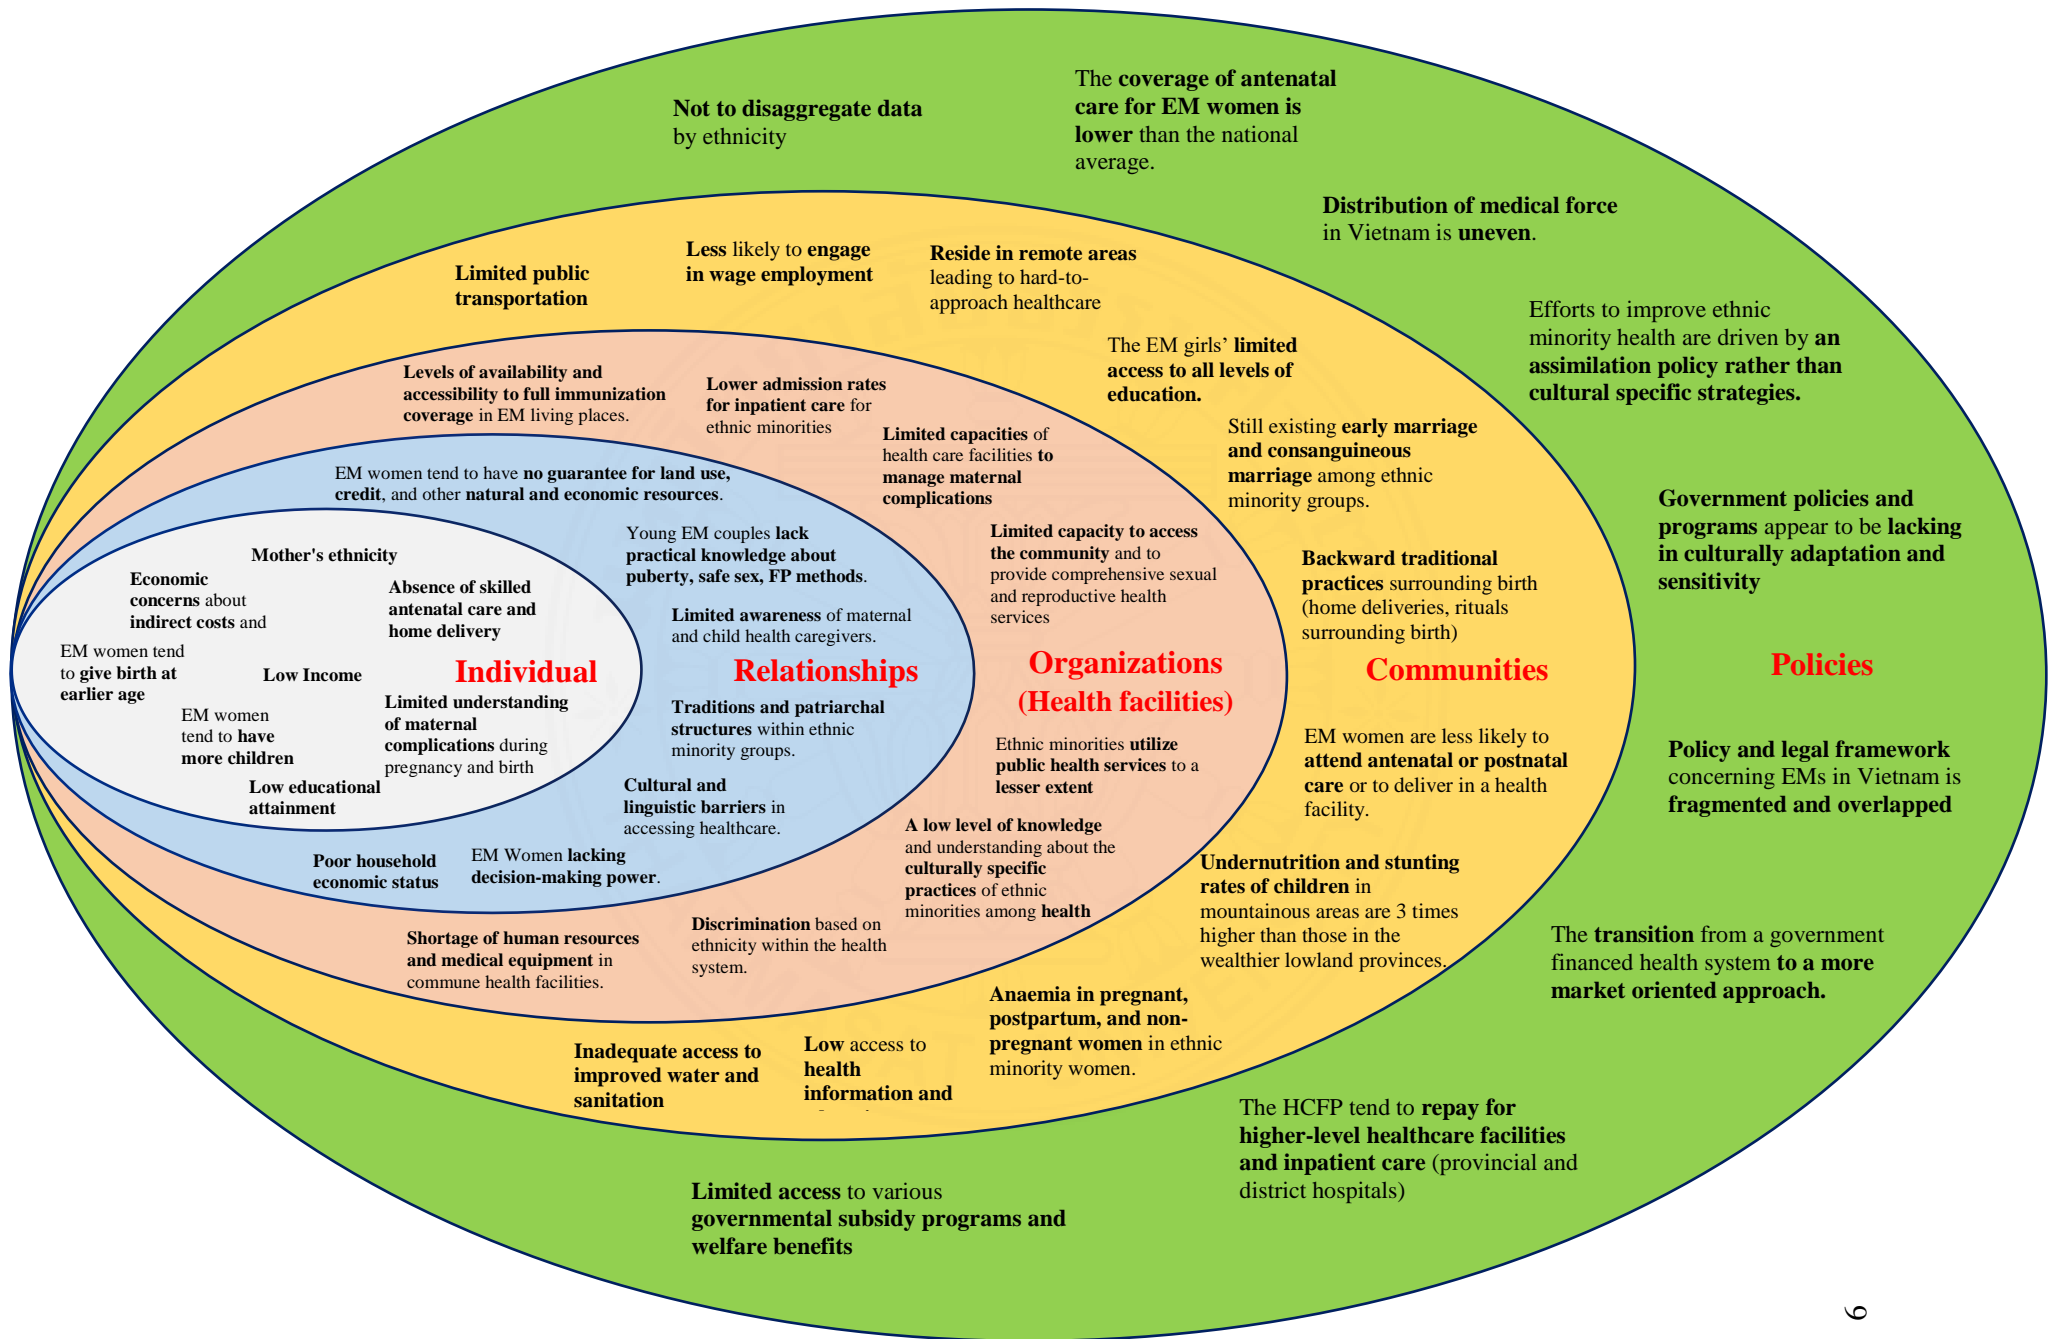 Not to disaggregate data
by ethnicity
The coverage of antenatal
care for EM women is
lower than the national
average.
Distribution of medical force
in Vietnam is uneven.
Efforts to improve ethnic
minority health are driven by an
assimilation policy rather than
cultural specific strategies.
Government policies and
programs appear to be lacking
in culturally adaptation and
sensitivity
Policies
Policy and legal framework
concerning EMs in Vietnam is
fragmented and overlapped
The transition from a government
financed health system to a more
market oriented approach.
The HCFP tend to repay for
higher-level healthcare facilities
and inpatient care (provincial and
district hospitals)
Limited access to various
governmental subsidy programs and
welfare benefits
Limited public
transportation
Less likely to engage
in wage employment
Reside in remote areas
leading to hard-to-
approach healthcare
The EM girls' limited
access to all levels of
education.
Still existing early marriage
and consanguineous
marriage among ethnic
minority groups.
Backward traditional
practices surrounding birth
(home deliveries, rituals
surrounding birth)
Communities
EM women are less likely to
attend antenatal or postnatal
care or to deliver in a health
facility.
Undernutrition and stunting
rates of children in
mountainous areas are 3 times
higher than those in the
wealthier lowland provinces.
Anaemia in pregnant,
postpartum, and non-
pregnant women in ethnic
minority women.
Low access to
health
information and
Inadequate access to
improved water and
sanitation
Levels of availability and
accessibility to full immunization
coverage in EM living places.
Lower admission rates
for inpatient care for
ethnic minorities
Limited capacities of
health care facilities to
manage maternal
complications
Limited capacity to access
the community and to
provide comprehensive sexual
and reproductive health
services
Organizations
(Health facilities)
Ethnic minorities utilize
public health services to a
lesser extent
A low level of knowledge
and understanding about the
culturally specific
practices of ethnic
minorities among health
Discrimination based on
ethnicity within the health
system.
Shortage of human resources
and medical equipment in
commune health facilities.
EM women tend to have no guarantee for land use,
credit, and other natural and economic resources.
Young EM couples lack
practical knowledge about
puberty, safe sex, FP methods.
Limited awareness of maternal
and child health caregivers.
Relationships
Traditions and patriarchal
structures within ethnic
minority groups.
Cultural and
linguistic barriers in
accessing healthcare.
EM Women lacking
decision-making power.
Poor household
economic status
Mother's ethnicity
Economic
concerns about
indirect costs and
Absence of skilled
antenatal care and
home delivery
EM women tend
to give birth at
earlier age
Low Income
Individual
EM women
tend to have
more children
Limited understanding
of maternal
complications during
pregnancy and birth
Low educational
attainment
9